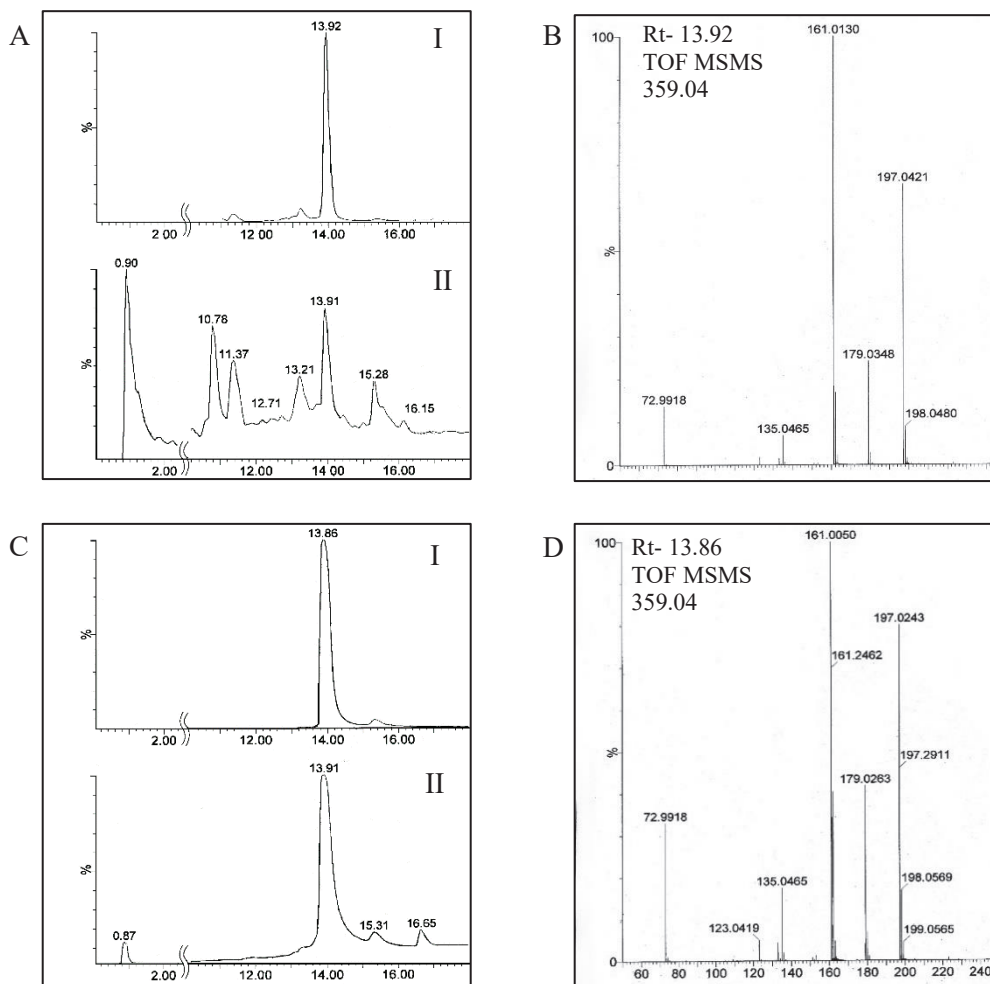 A
I
13.92
%
2 00 12 00 14.00 16.00
II
0.90
10.78
11.37
12.71
13.21
13.91
15.28
16.15
%
2.00 12.00 14.00 16.00
B
Rt- 13.92
TOF MSMS
359.04
100
%
0
161.0130
197.0421
179.0348
72.9918
135.0465
198.0480
C
I
13.86
%
2.00 12.00 14.00 16.00
II
13.91
0.87
15.31
16.65
%
2.00 12.00 14.00 16.00
D
Rt- 13.86
TOF MSMS
359.04
100
%
0
161.0050
197.0243
161.2462
197.2911
179.0263
72.9918
135.0465
198.0569
123.0419
199.0565
60 80 100 120 140 160 180 200 220 240